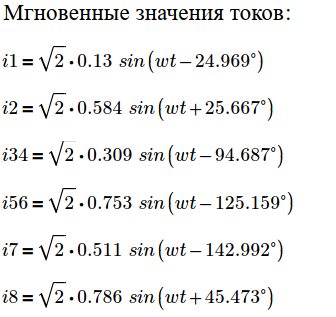 Мгновенные значения токов:
i1 = √2 · 0.13 sin(wt − 24.969°)
i2 = √2 · 0.584 sin(wt + 25.667°)
i34 = √2 · 0.309 sin(wt − 94.687°)
i56 = √2 · 0.753 sin(wt − 125.159°)
i7 = √2 · 0.511 sin(wt − 142.992°)
i8 = √2 · 0.786 sin(wt + 45.473°)